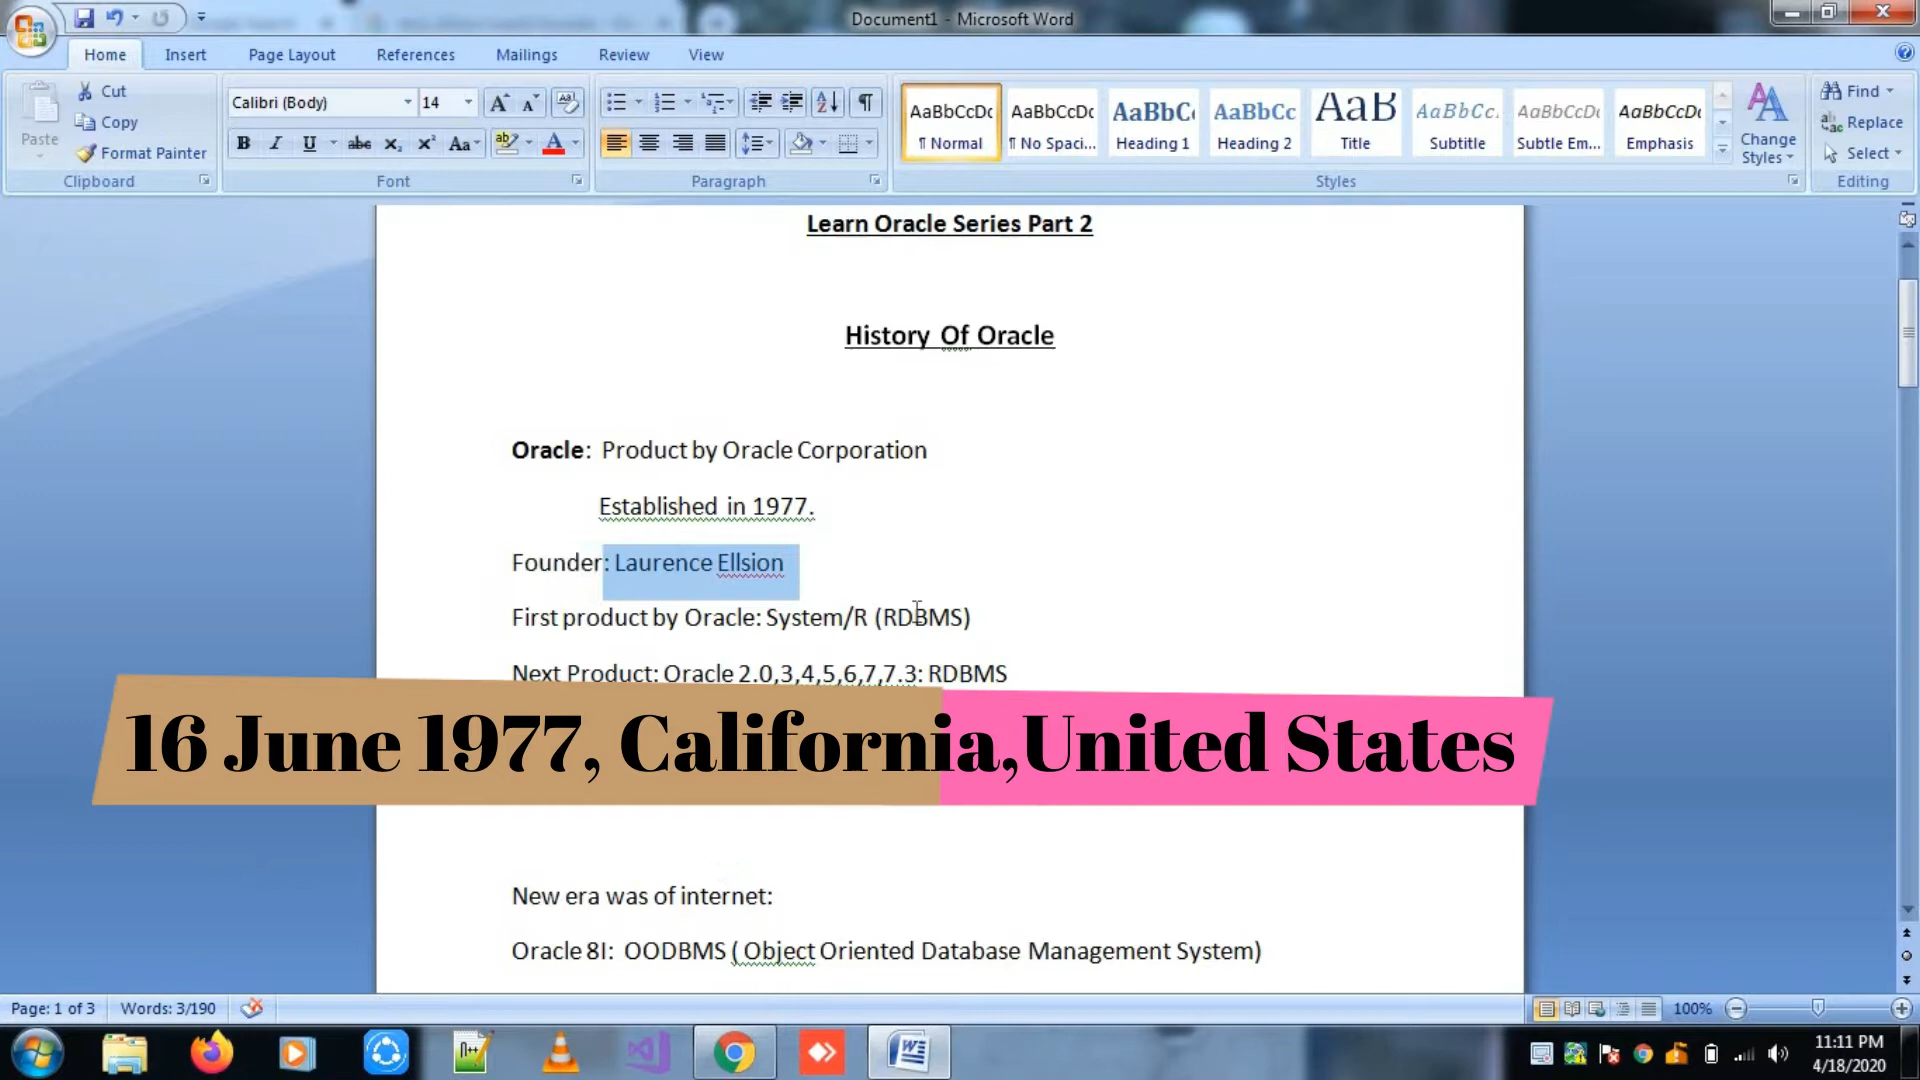 Document1 - Microsoft Word
Home Insert Page Layout References Mailings Review View
Paste
Cut
Copy
Format Painter
Clipboard
Calibri (Body) 14
Font
Paragraph
AaBbCcDc AaBbCcDc AaBbC AaBbCc AaB AaBbCc. AaBbCcDc AaBbCcDc
¶ Normal ¶ No Spaci... Heading 1 Heading 2 Title Subtitle Subtle Em... Emphasis
Change
Styles
Styles
Find
Replace
Select
Editing
Learn Oracle Series Part 2
History Of Oracle
Oracle: Product by Oracle Corporation
Established in 1977.
Founder: Laurence Ellsion
First product by Oracle: System/R (RDBMS)
Next Product: Oracle 2.0,3,4,5,6,7,7.3: RDBMS
16 June 1977, California,United States
New era was of internet:
Oracle 8I: OODBMS ( Object Oriented Database Management System)
Page: 1 of 3 Words: 3/190 100%
11:11 PM
4/18/2020